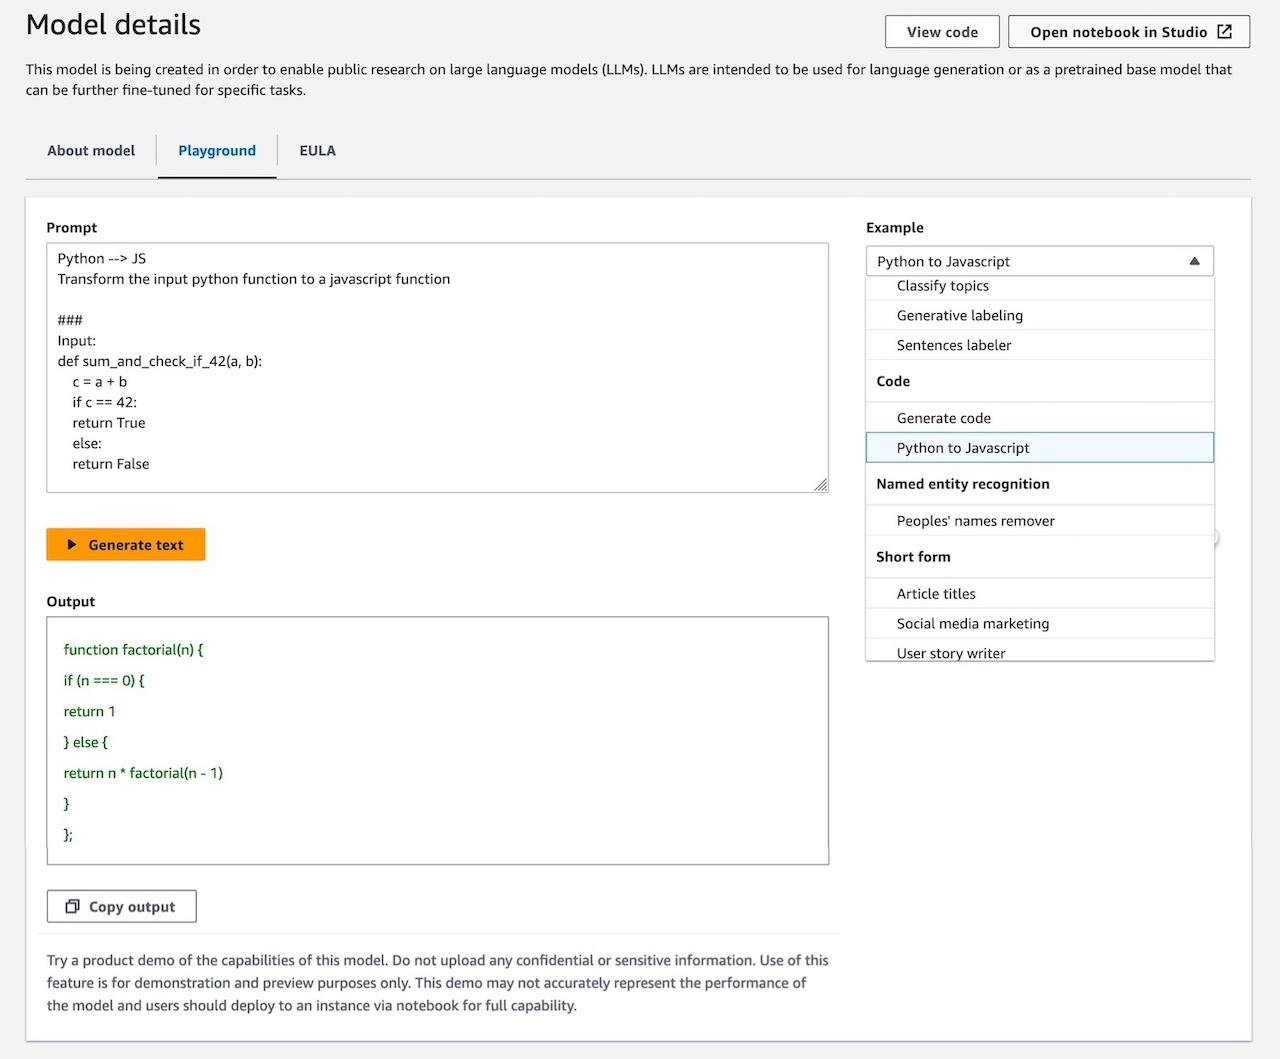 Model details
View code
Open notebook in Studio
This model is being created in order to enable public research on large language models (LLMs). LLMs are intended to be used for language generation or as a pretrained base model that
can be further fine-tuned for specific tasks.
About model
Playground
EULA
Prompt
Python --> JS
Transform the input python function to a javascript function
###
Input:
def sum_and_check_if_42(a, b):
c = a + b
if c == 42:
return True
else:
return False
Generate text
Output
function factorial(n) {
if (n === 0) {
return 1
} else {
return n * factorial(n - 1)
}
};
Copy output
Try a product demo of the capabilities of this model. Do not upload any confidential or sensitive information. Use of this
feature is for demonstration and preview purposes only. This demo may not accurately represent the performance of
the model and users should deploy to an instance via notebook for full capability.
Example
Python to Javascript
Classify topics
Generative labeling
Sentences labeler
Code
Generate code
Python to Javascript
Named entity recognition
Peoples' names remover
Short form
Article titles
Social media marketing
User story writer